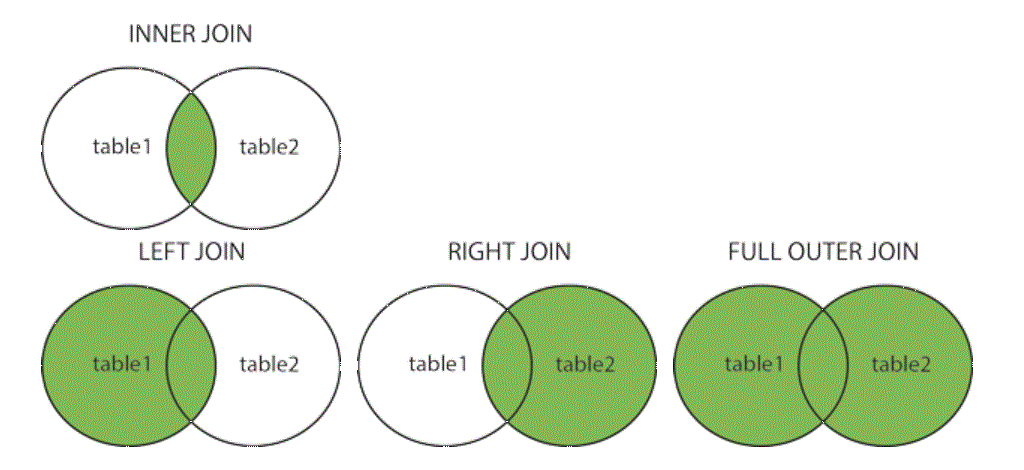 INNER JOIN
table1 table2
LEFT JOIN RIGHT JOIN FULL OUTER JOIN
table1 table2 table1 table2 table1 table2